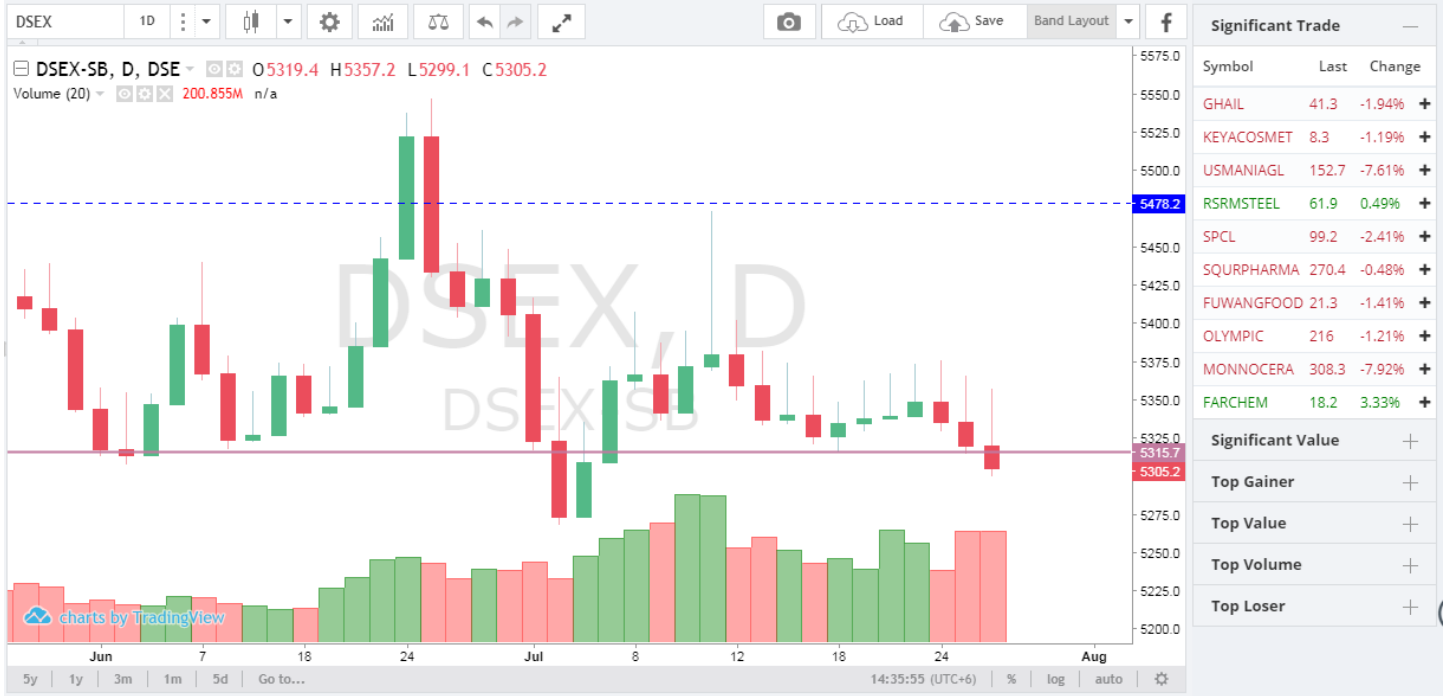 DSEX 1D Load Save Band Layout
DSEX-SB, D, DSE O5319.4 H5357.2 L5299.1 C5305.2
Volume (20) 200.855M n/a
DSEX, D
DSEX-SB
charts by TradingView
5575.0
5550.0
5525.0
5500.0
5478.2
5450.0
5425.0
5400.0
5375.0
5350.0
5325.0
5315.7
5305.2
5275.0
5250.0
5225.0
5200.0
Jun 7 18 24 Jul 8 12 18 24 Aug
5y 1y 3m 1m 5d Go to... 14:35:55 (UTC+6) % log auto
Significant Trade
Symbol Last Change
GHAIL 41.3 -1.94%
KEYACOSMET 8.3 -1.19%
USMANIAGL 152.7 -7.61%
RSRMSTEEL 61.9 0.49%
SPCL 99.2 -2.41%
SQURPHARMA 270.4 -0.48%
FUWANGFOOD 21.3 -1.41%
OLYMPIC 216 -1.21%
MONNOCERA 308.3 -7.92%
FARCHEM 18.2 3.33%
Significant Value
Top Gainer
Top Value
Top Volume
Top Loser